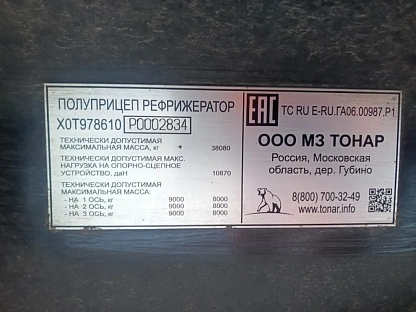 ПОЛУПРИЦЕП РЕФРИЖЕРАТОР
X0T978610 P0002834
ТЕХНИЧЕСКИ ДОПУСТИМАЯ
МАКСИМАЛЬНАЯ МАССА, кг 38080
ТЕХНИЧЕСКИ ДОПУСТИМАЯ МАКС.
НАГРУЗКА НА ОПОРНО-СЦЕПНОЕ
УСТРОЙСТВО, даН 10870
ТЕХНИЧЕСКИ ДОПУСТИМАЯ
МАКСИМАЛЬНАЯ МАССА:
- НА 1 ОСЬ, кг 9000 8000
- НА 2 ОСЬ, кг 9000 8000
- НА 3 ОСЬ, кг 9000 8000
EAC ТС RU E-RU.ГА06.00987.P1
ООО МЗ ТОНАР
Россия, Московская
область, дер. Губино
8(800) 700-32-49
www.tonar.info